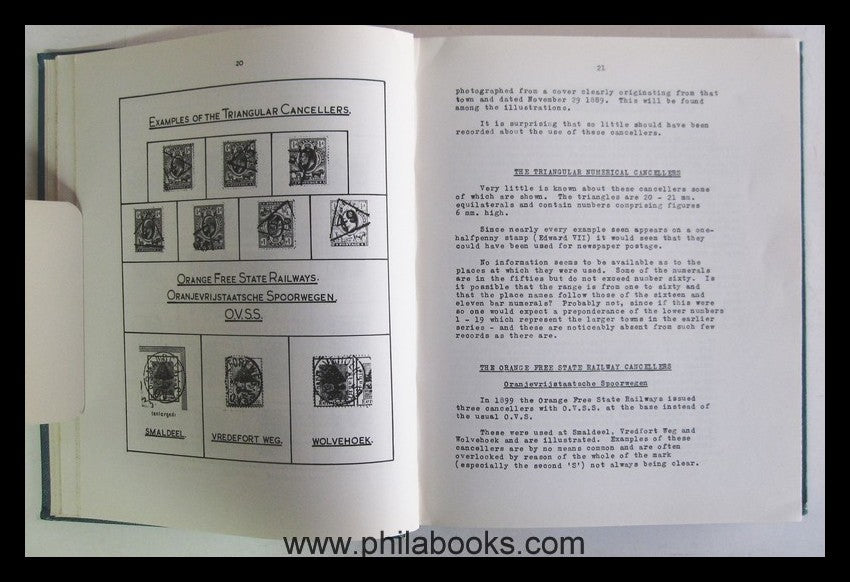 20
EXAMPLES OF THE TRIANGULAR CANCELLERS.
49
ORANGE FREE STATE RAILWAYS.
ORANJEVRIJSTAATSCHE SPOORWEGEN.
O.V.S.S.
(enlarged)
SMALDEEL.
VREDEFORT WEG.
WOLVEHOEK.
21
photographed from a cover clearly originating from that
town and dated November 29 1889. This will be found
among the illustrations.
It is surprising that so little should have been
recorded about the use of these cancellers.
THE TRIANGULAR NUMERICAL CANCELLERS
Very little is known about these cancellers some
of which are shown. The triangles are 20 - 21 mm.
equilaterals and contain numbers comprising figures
6 mm. high.
Since nearly every example seen appears on a one-
halfpenny stamp (Edward VII) it would seem that they
could have been used for newspaper postage.
No information seems to be available as to the
places at which they were used. Some of the numerals
are in the fifties but do not exceed number sixty. Is
it possible that the range is from one to sixty and
that the place names follow those of the sixteen and
eleven bar numerals? Probably not, since if this were
so one would expect a preponderance of the lower numbers
1 - 19 which represent the larger towns in the earlier
series - and these are noticeably absent from such few
records as there are.
THE ORANGE FREE STATE RAILWAY CANCELLERS
Oranjevrijstaatsche Spoorwegen
In 1899 the Orange Free State Railways issued
three cancellers with O.V.S.S. at the base instead of
the usual O.V.S.
These were used at Smaldeel, Vredfort Weg and
Wolvehoek and are illustrated. Examples of these
cancellers are by no means common and are often
overlooked by reason of the whole of the mark
(especially the second 'S') not always being clear.
www.philabooks.com